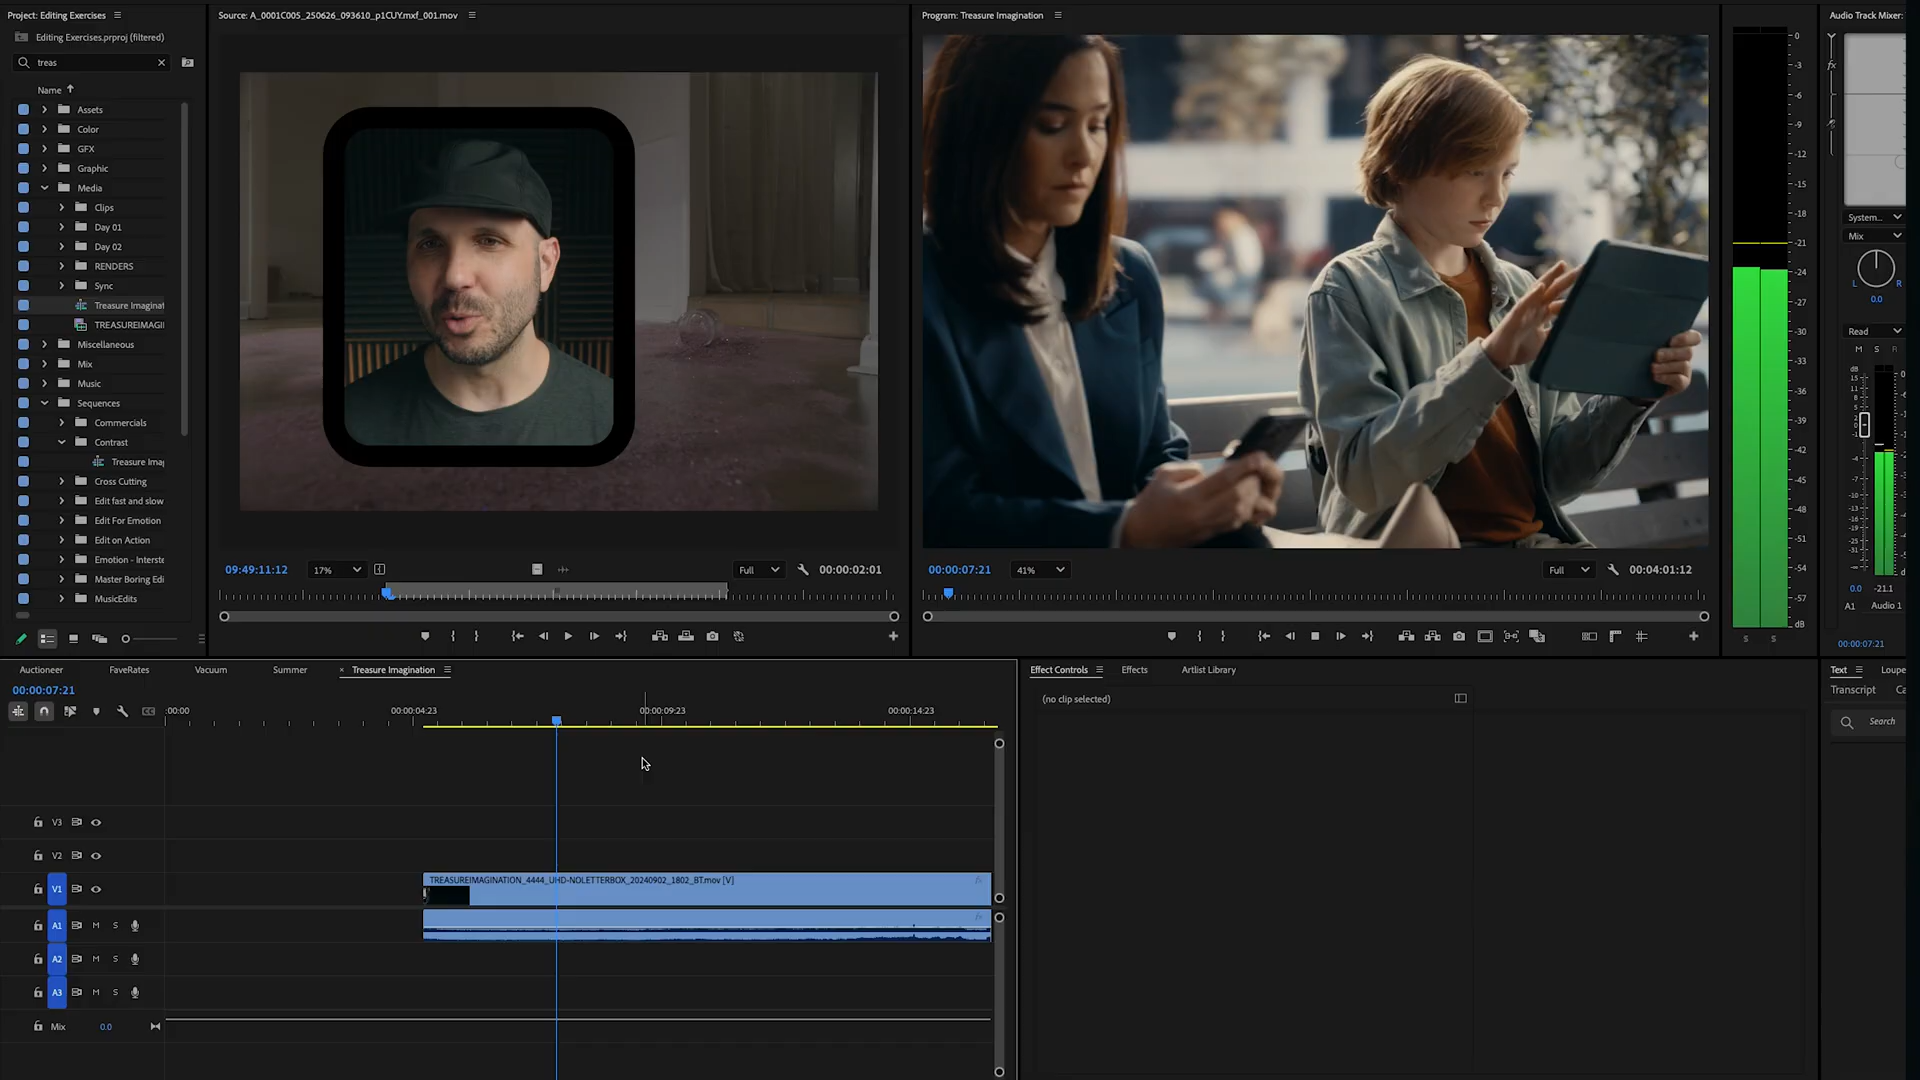 Project: Editing Exercises
Editing Exercises.prproj (filtered)
treas
Name
Assets
Color
GFX
Graphic
Media
Clips
Day 01
Day 02
RENDERS
Sync
Treasure Imaginat
TREASUREIMAGI
Miscellaneous
Mix
Music
Sequences
Commercials
Contrast
Treasure Imag
Cross Cutting
Edit fast and slow
Edit For Emotion
Edit on Action
Emotion - Interste
Master Boring Edi
MusicEdits
Source: A_0001C005_250626_093610_p1CUY.mxf_001.mov
09:49:11:12
17%
Full
00:00:02:01
Program: Treasure Imagination
00:00:07:21
41%
Full
00:04:01:12
0
-3
-6
-9
-12
-15
-18
-21
-24
-27
-30
-33
-36
-39
-42
-45
-48
-51
-54
-57
dB
S S
Audio Track Mixer:
fx
System...
Mix
L R
0.0
Read
M S R
dB
0.0 -21.1
A1 Audio 1
00:00:07:21
Auctioneer
FaveRates
Vacuum
Summer
× Treasure Imagination
00:00:07:21
:00:00
00:00:04:23
00:00:09:23
00:00:14:23
V3
V2
V1
TREASUREIMAGINATION_4444_UHD-NOLETTERBOX_20240902_1802_BT.mov [V]
fx
A1 M S
fx
A2 M S
A3 M S
Mix 0.0
Effect Controls
Effects
Artlist Library
(no clip selected)
Text
Loupe
Transcript
Ca
Search